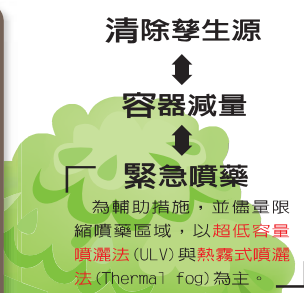 清除孳生源
容器減量
緊急噴藥
為輔助措施，並儘量限
縮噴藥區域，以超低容量
噴灑法(ULV)與熱霧式噴灑
法(Thermal fog)為主。